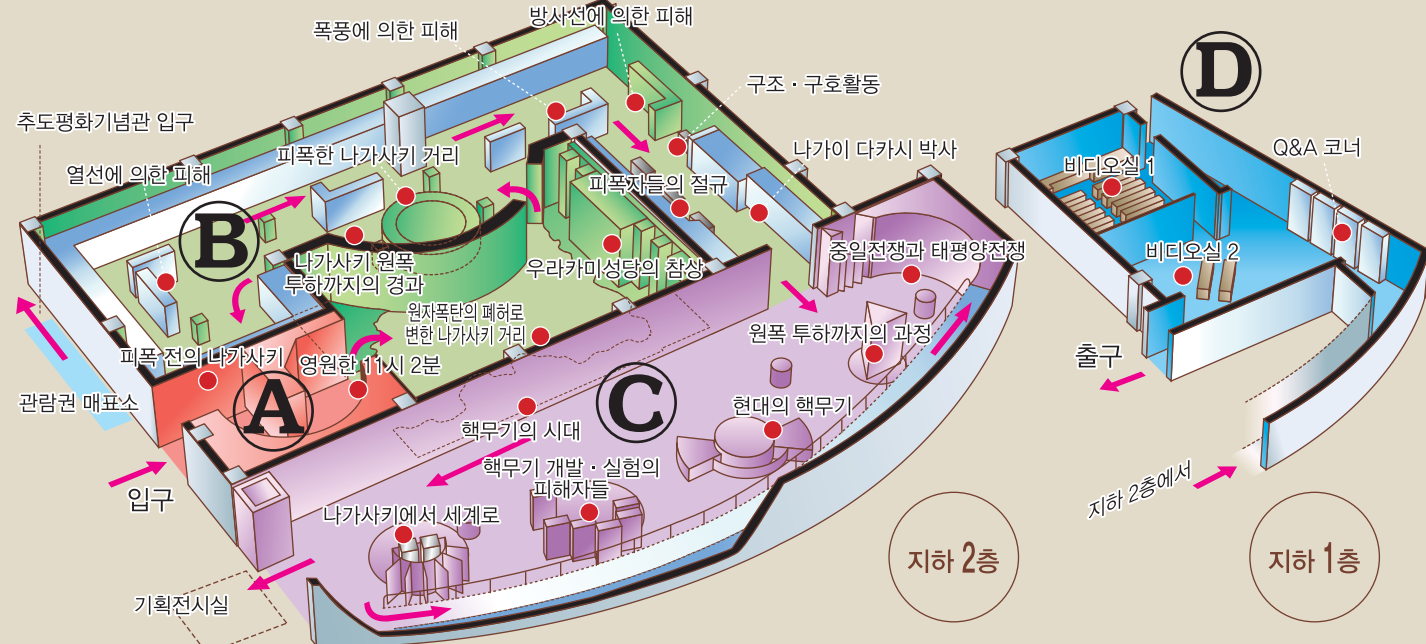 폭풍에 의한 피해
방사선에 의한 피해
D
구조・구호활동
추도평화기념관 입구
피폭한 나가사키 거리
나가이 다카시 박사
Q&A 코너
열선에 의한 피해
비디오실 1
피폭자들의 절규
B
비디오실 2
나가사키 원폭
투하까지의 경과
우라카미성당의 참상
중일전쟁과 태평양전쟁
원자폭탄의 폐허로
변한 나가사키 거리
원폭 투하까지의 과정
피폭 전의 나가사키
영원한 11시 2분
출구
관람권 매표소
A
C
현대의 핵무기
핵무기의 시대
핵무기 개발・실험의
피해자들
입구
지하 2층에서
나가사키에서 세계로
지하 2층
지하 1층
기획전시실